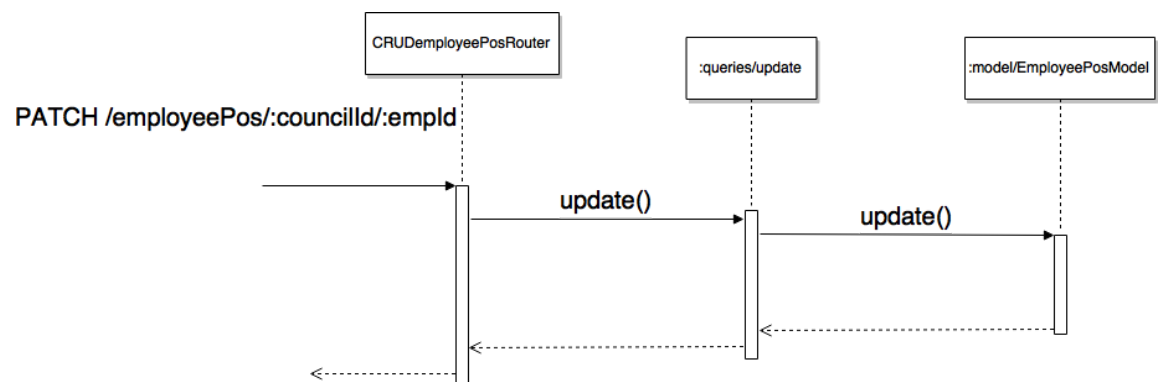 CRUDemployeePosRouter
:queries/update
:model/EmployeePosModel
PATCH /employeePos/:councilId/:empId
update()
update()